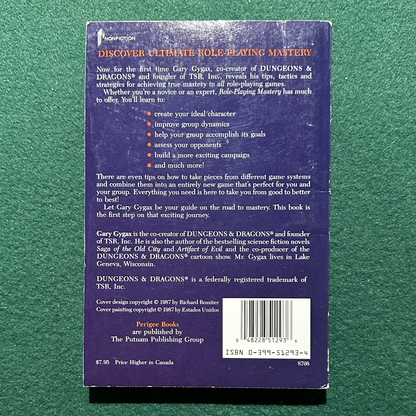 NONFICTION
DISCOVER ULTIMATE ROLE-PLAYING MASTERY
Now for the first time Gary Gygax, co-creator of DUNGEONS &
DRAGONS® and founder of TSR, Inc., reveals his tips, tactics and
strategies for achieving true mastery in all role-playing games.
Whether you're a novice or an expert, Role-Playing Mastery has much
to offer. You'll learn to:
• create your ideal character
• improve group dynamics
• help your group accomplish its goals
• assess your opponents
• build a more exciting campaign
• and much more!
There are even tips on how to take pieces from different game systems
and combine them into an entirely new game that's perfect for you and
your group. Everything you need to take you from good to better
to best!
Let Gary Gygax be your guide on the road to mastery. This book is
the first step on that exciting journey.
Gary Gygax is the co-creator of DUNGEONS & DRAGONS® and founder
of TSR, Inc. He is also the author of the bestselling science fiction novels
Saga of the Old City and Artifact of Evil and the co-producer of the
DUNGEONS & DRAGONS® cartoon show. Mr. Gygax lives in Lake
Geneva, Wisconsin.
DUNGEONS & DRAGONS® is a federally registered trademark of
TSR, Inc.
Cover design copyright © 1987 by Richard Rossiter
Cover painting copyright © 1987 by Estados Unidos
Perigee Books
are published by
The Putnam Publishing Group
0 48228 51293 6
ISBN 0-399-51293-4
$7.95 Price Higher in Canada
8708